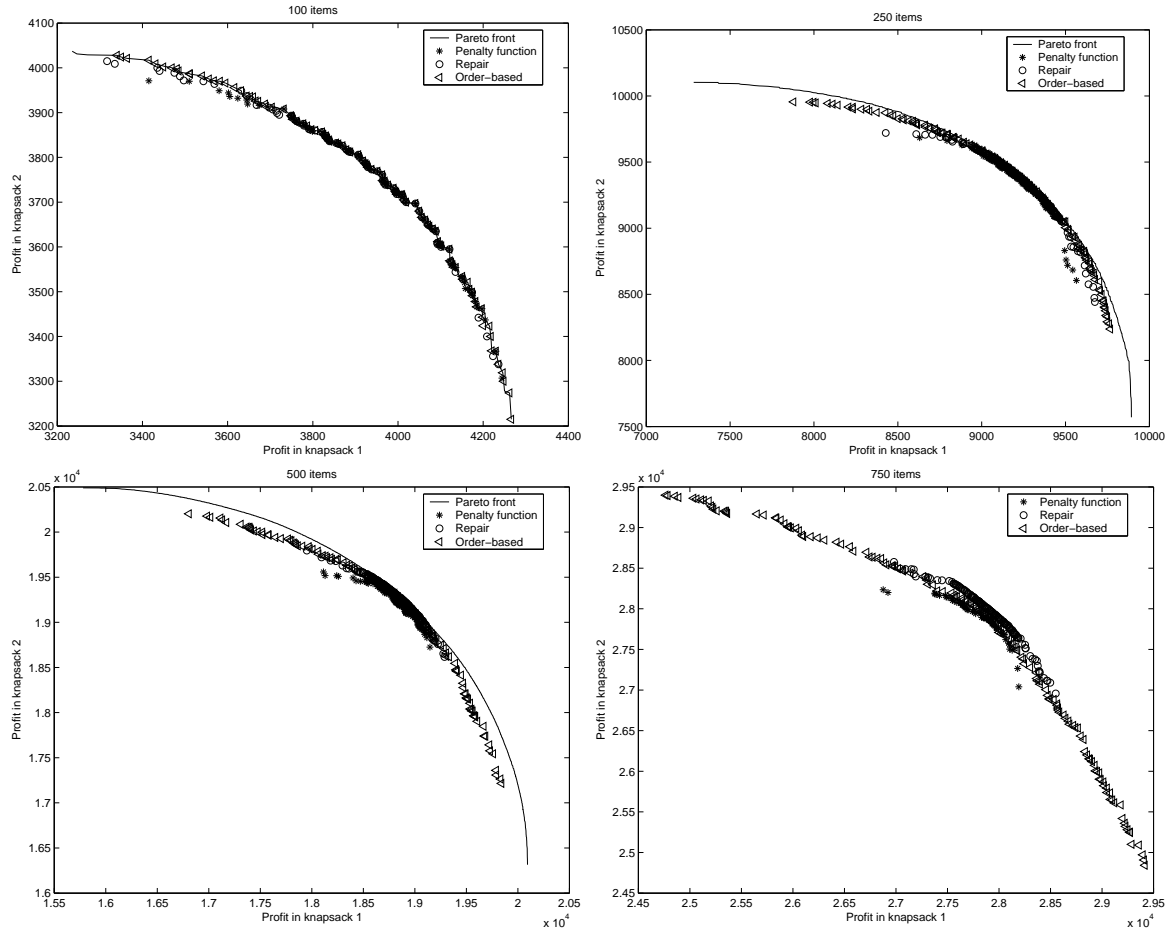 100 items
4100
4000
3900
3800
3700
3600
3500
3400
3300
3200
Profit in knapsack 2
Pareto front
Penalty function
Repair
Order-based
3200 3400 3600 3800 4000 4200 4400
Profit in knapsack 1
250 items
10500
10000
9500
9000
8500
8000
7500
Profit in knapsack 2
Pareto front
Penalty function
Repair
Order-based
7000 7500 8000 8500 9000 9500 10000
Profit in knapsack 1
500 items
x 10^4
2.05
2
1.95
1.9
1.85
1.8
1.75
1.7
1.65
1.6
Profit in knapsack 2
Pareto front
Penalty function
Repair
Order-based
1.55 1.6 1.65 1.7 1.75 1.8 1.85 1.9 1.95 2 2.05
Profit in knapsack 1
x 10^4
750 items
x 10^4
2.95
2.9
2.85
2.8
2.75
2.7
2.65
2.6
2.55
2.5
2.45
Profit in knapsack 2
Penalty function
Repair
Order-based
2.45 2.5 2.55 2.6 2.65 2.7 2.75 2.8 2.85 2.9 2.95
Profit in knapsack 1
x 10^4